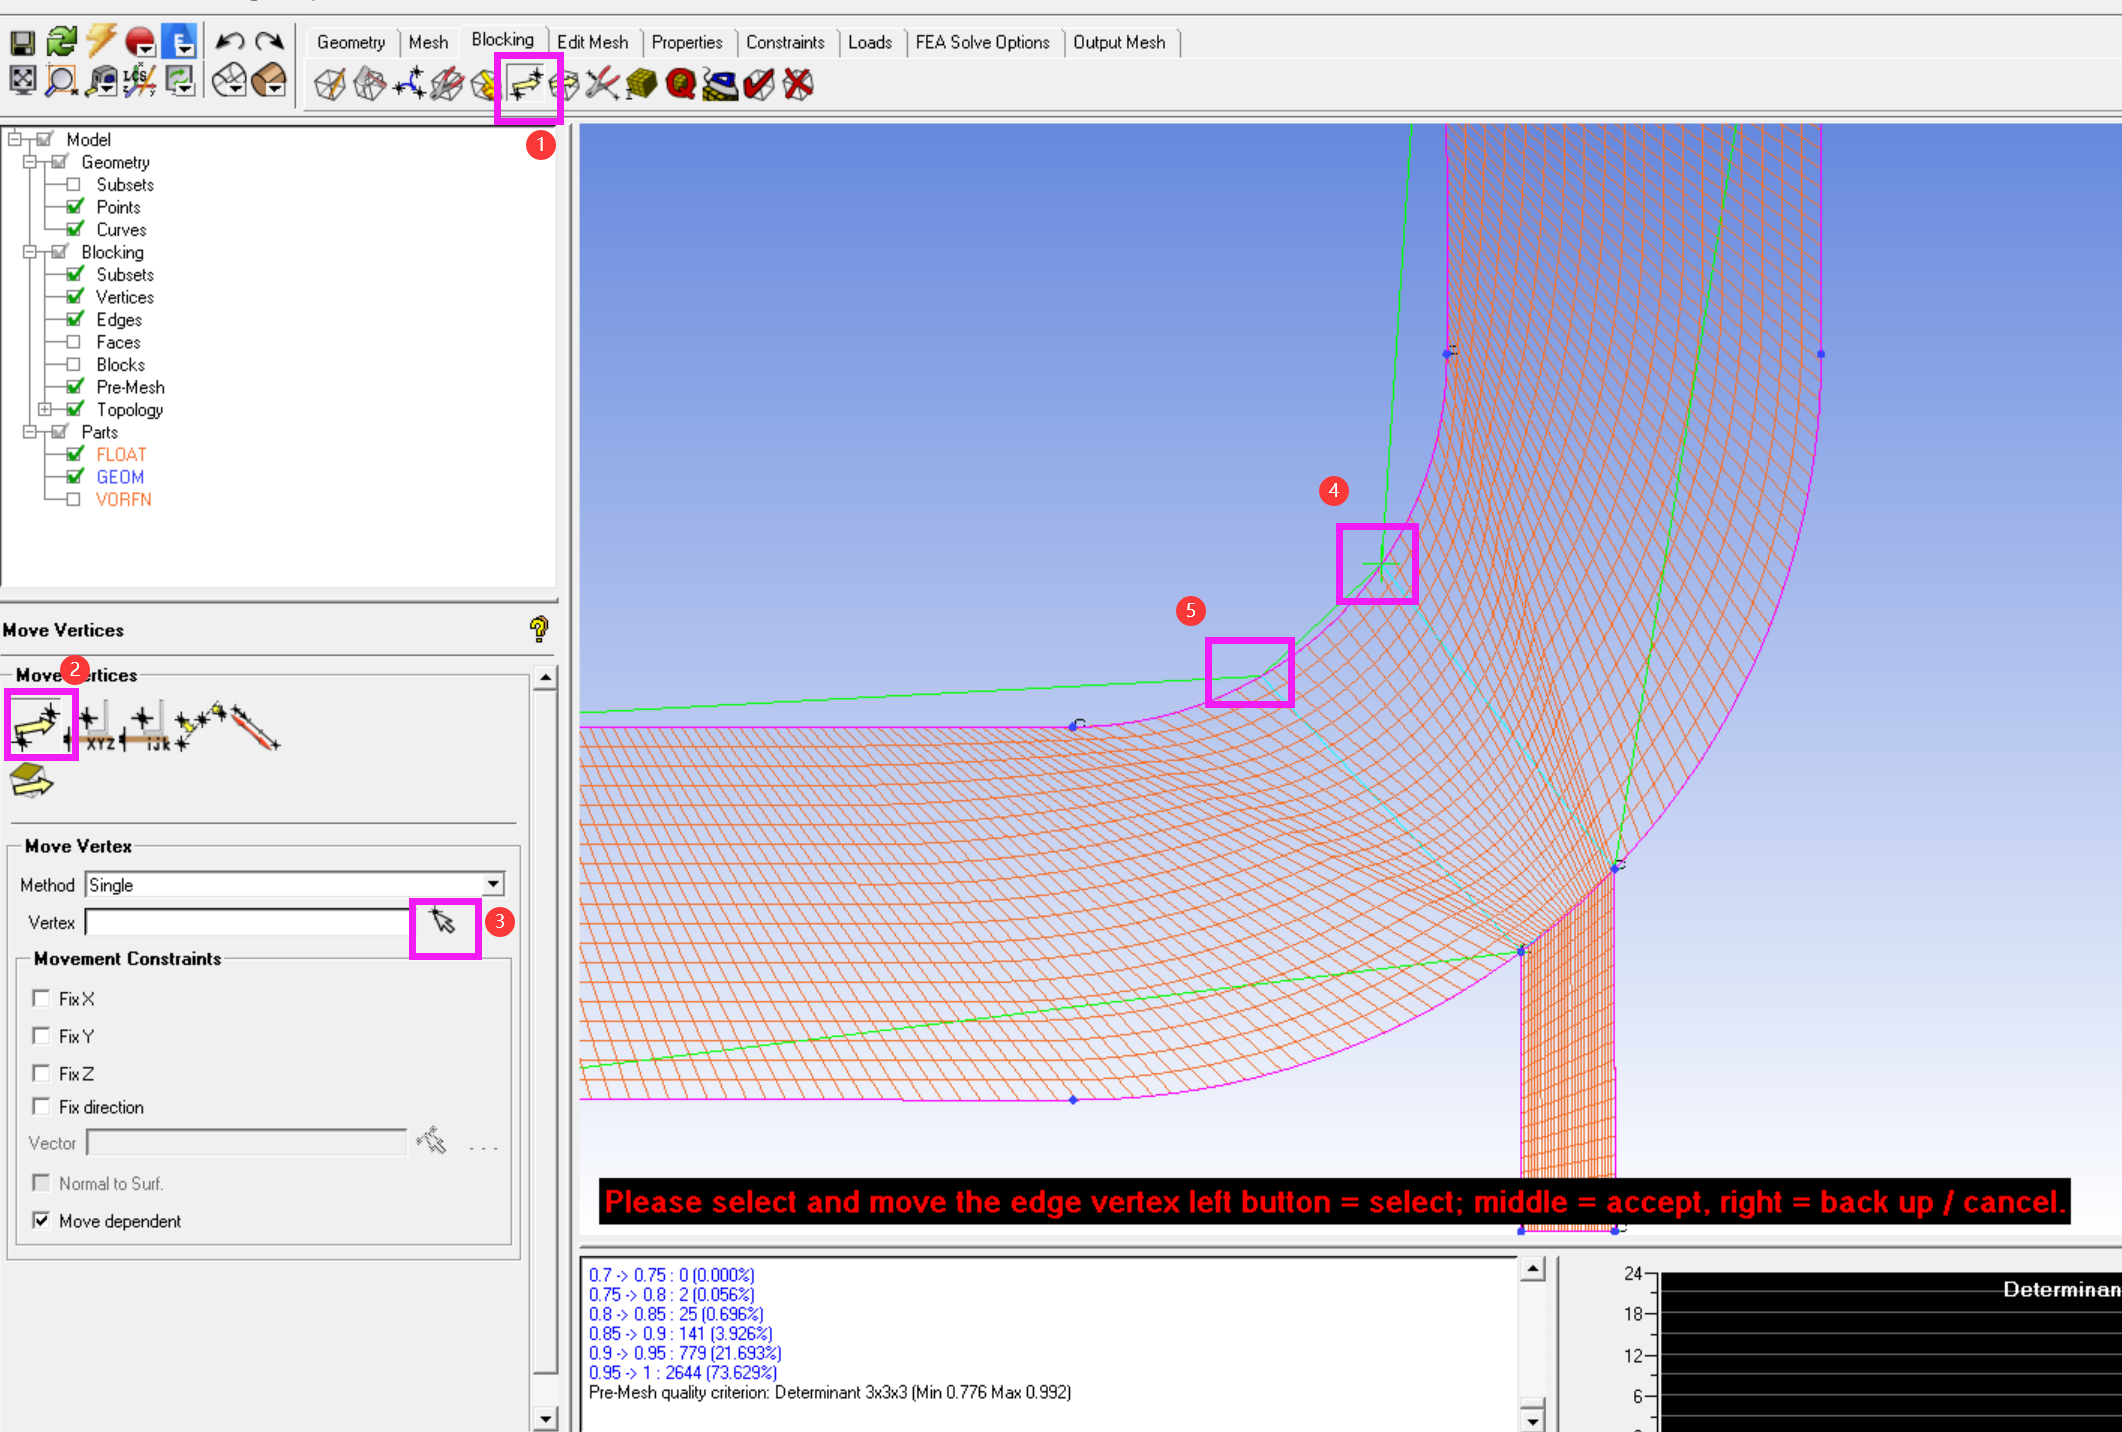 Geometry
Mesh
Blocking
Edit Mesh
Properties
Constraints
Loads
FEA Solve Options
Output Mesh
LCS
1
Model
Geometry
Subsets
Points
Curves
Blocking
Subsets
Vertices
Edges
Faces
Blocks
Pre-Mesh
Topology
Parts
FLOAT
GEOM
VORFN
Move Vertices
Move Vertices
2
XYZ
ijk
Move Vertex
Method Single
Vertex
3
Movement Constraints
Fix X
Fix Y
Fix Z
Fix direction
Vector
. . .
Normal to Surf.
Move dependent
4
5
Please select and move the edge vertex left button = select; middle = accept, right = back up / cancel.
0.7 -> 0.75 : 0 (0.000%)
0.75 -> 0.8 : 2 (0.056%)
0.8 -> 0.85 : 25 (0.696%)
0.85 -> 0.9 : 141 (3.926%)
0.9 -> 0.95 : 779 (21.693%)
0.95 -> 1 : 2644 (73.629%)
Pre-Mesh quality criterion: Determinant 3x3x3 (Min 0.776 Max 0.992)
24
18
12
6
Determinan